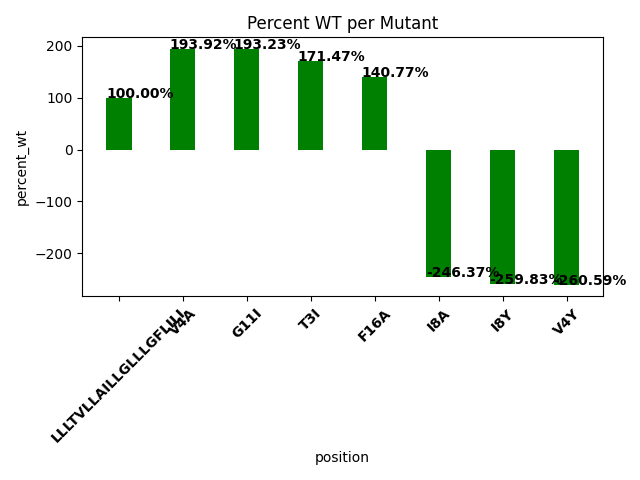 Percent WT per Mutant
percent_wt
200
100
0
−100
−200
100.00%
193.92%
193.23%
171.47%
140.77%
-246.37%
-259.83%
-260.59%
LLLTVLLAILLGLLLGFLILI
V4A
G11I
T3I
F16A
I8A
I8Y
V4Y
position